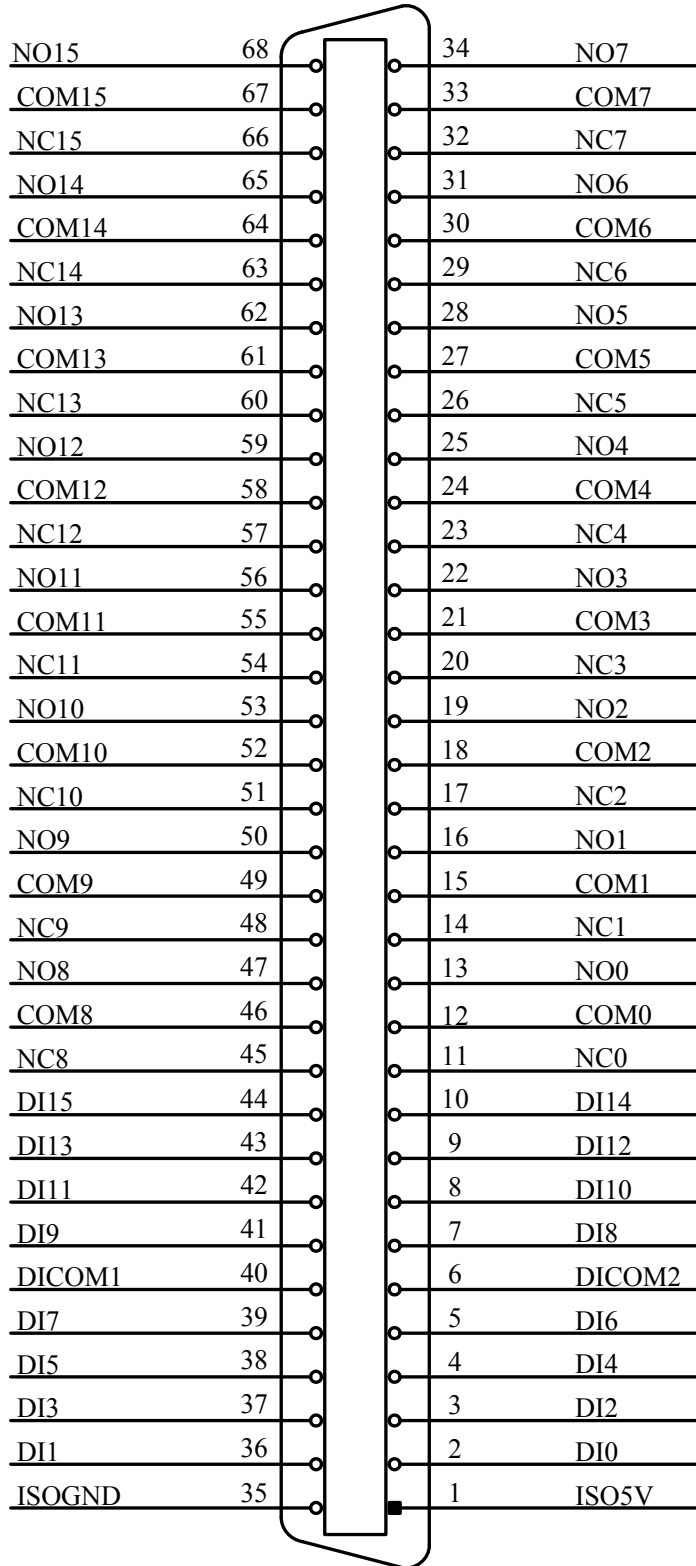 NO15 68 34 NO7
COM15 67 33 COM7
NC15 66 32 NC7
NO14 65 31 NO6
COM14 64 30 COM6
NC14 63 29 NC6
NO13 62 28 NO5
COM13 61 27 COM5
NC13 60 26 NC5
NO12 59 25 NO4
COM12 58 24 COM4
NC12 57 23 NC4
NO11 56 22 NO3
COM11 55 21 COM3
NC11 54 20 NC3
NO10 53 19 NO2
COM10 52 18 COM2
NC10 51 17 NC2
NO9 50 16 NO1
COM9 49 15 COM1
NC9 48 14 NC1
NO8 47 13 NO0
COM8 46 12 COM0
NC8 45 11 NC0
DI15 44 10 DI14
DI13 43 9 DI12
DI11 42 8 DI10
DI9 41 7 DI8
DICOM1 40 6 DICOM2
DI7 39 5 DI6
DI5 38 4 DI4
DI3 37 3 DI2
DI1 36 2 DI0
ISOGND 35 1 ISO5V